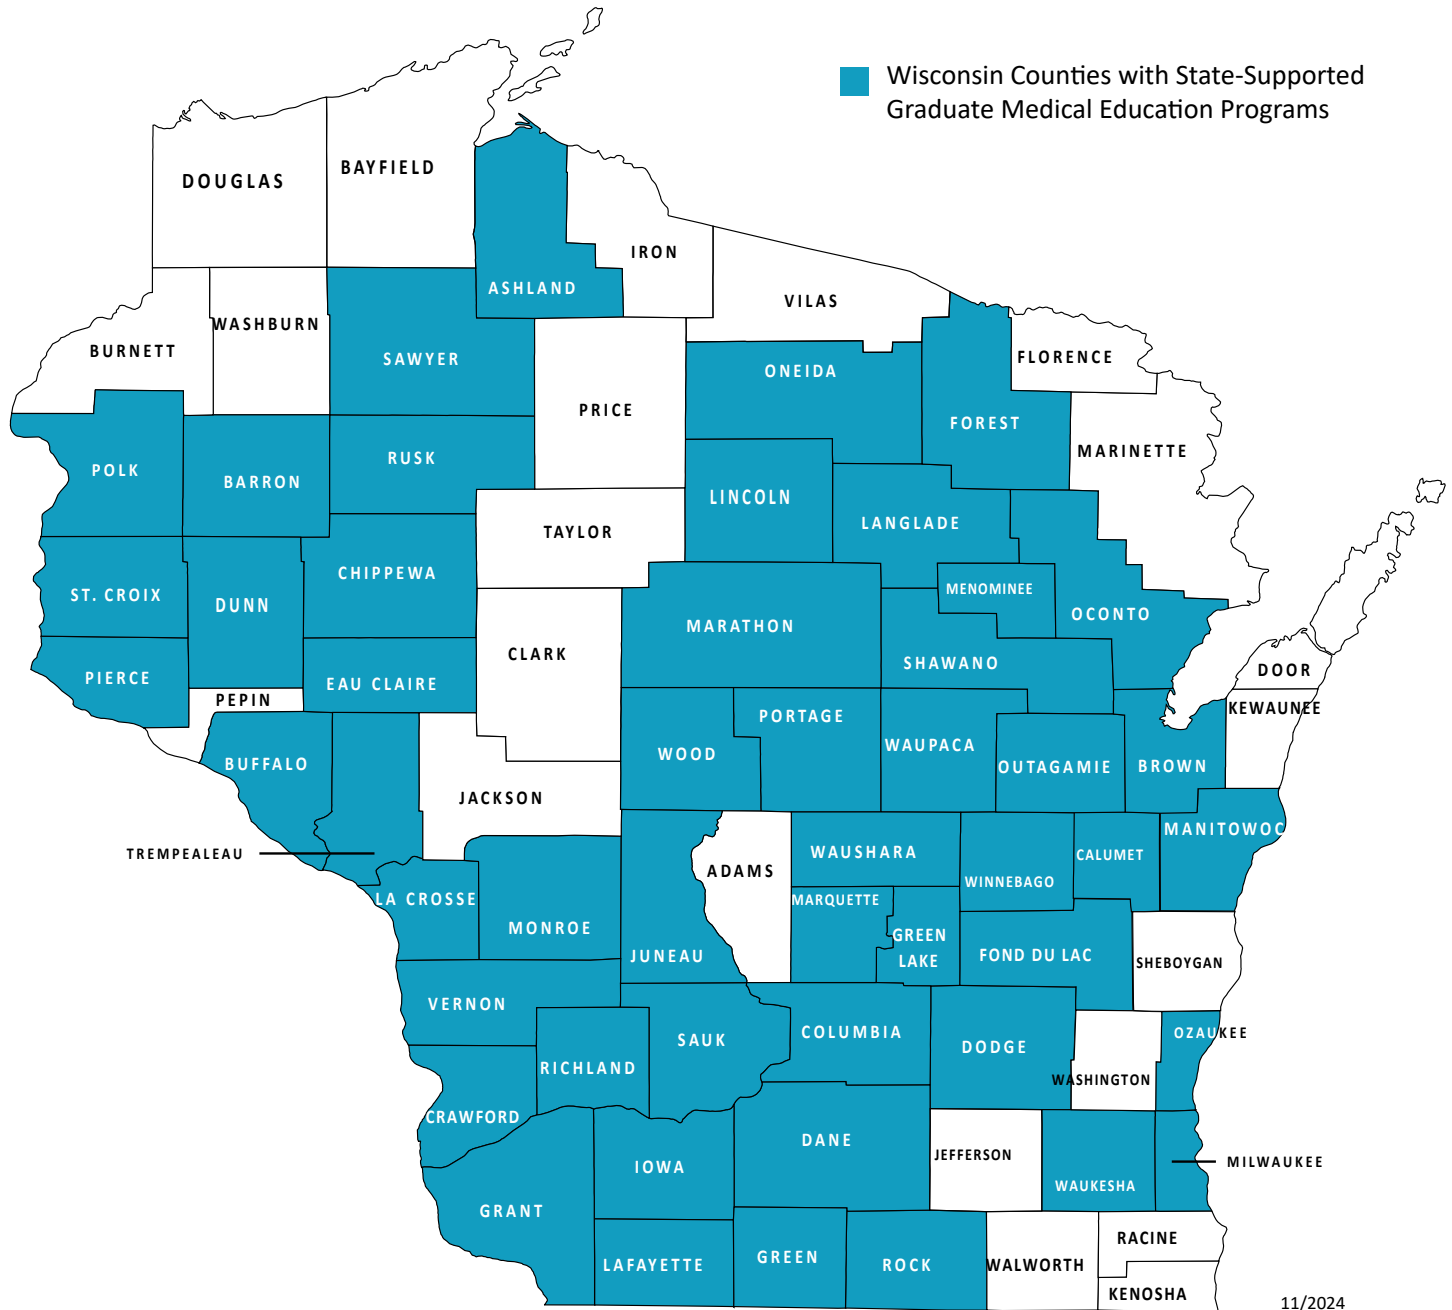 Wisconsin Counties with State-Supported
Graduate Medical Education Programs
DOUGLAS
BAYFIELD
IRON
ASHLAND
VILAS
WASHBURN
BURNETT
SAWYER
FLORENCE
ONEIDA
PRICE
FOREST
MARINETTE
RUSK
POLK
BARRON
LINCOLN
LANGLADE
TAYLOR
CHIPPEWA
MENOMINEE
ST. CROIX
DUNN
OCONTO
MARATHON
CLARK
SHAWANO
DOOR
PIERCE
EAU CLAIRE
PEPIN
KEWAUNEE
PORTAGE
WAUPACA
WOOD
BUFFALO
OUTAGAMIE
BROWN
JACKSON
MANITOWOC
TREMPEALEAU
WAUSHARA
CALUMET
ADAMS
WINNEBAGO
LA CROSSE
MARQUETTE
MONROE
GREEN
LAKE
JUNEAU
FOND DU LAC
SHEBOYGAN
VERNON
COLUMBIA
OZAUKEE
SAUK
DODGE
RICHLAND
WASHINGTON
CRAWFORD
DANE
JEFFERSON
MILWAUKEE
IOWA
WAUKESHA
GRANT
RACINE
GREEN
LAFAYETTE
ROCK
WALWORTH
KENOSHA
11/2024